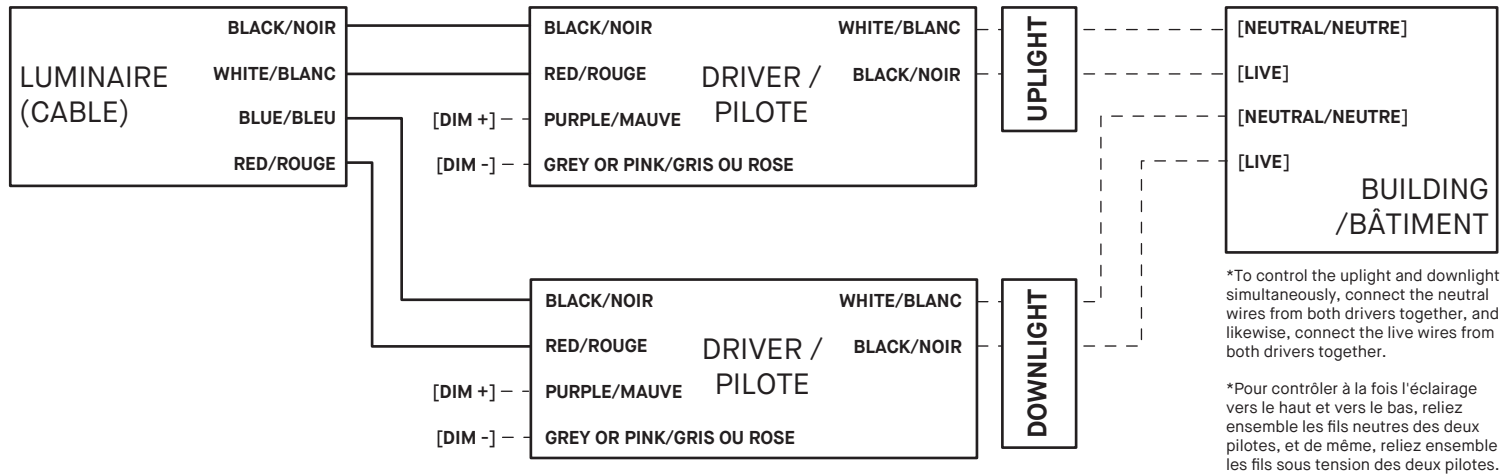 LUMINAIRE
(CABLE)
BLACK/NOIR
WHITE/BLANC
BLUE/BLEU
RED/ROUGE
[DIM +]
[DIM -]
BLACK/NOIR
RED/ROUGE
PURPLE/MAUVE
GREY OR PINK/GRIS OU ROSE
DRIVER /
PILOTE
WHITE/BLANC
BLACK/NOIR
UPLIGHT
[NEUTRAL/NEUTRE]
[LIVE]
[NEUTRAL/NEUTRE]
[LIVE]
BUILDING
/BÂTIMENT
[DIM +]
[DIM -]
BLACK/NOIR
RED/ROUGE
PURPLE/MAUVE
GREY OR PINK/GRIS OU ROSE
DRIVER /
PILOTE
WHITE/BLANC
BLACK/NOIR
DOWNLIGHT
*To control the uplight and downlight
simultaneously, connect the neutral
wires from both drivers together, and
likewise, connect the live wires from
both drivers together.
*Pour contrôler à la fois l'éclairage
vers le haut et vers le bas, reliez
ensemble les fils neutres des deux
pilotes, et de même, reliez ensemble
les fils sous tension des deux pilotes.